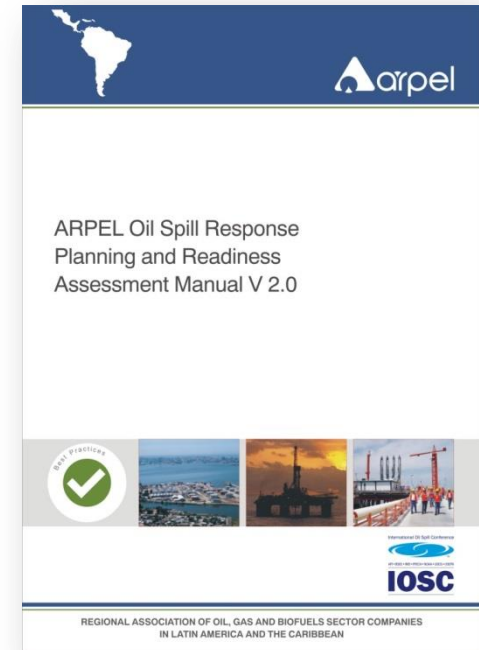 arpel
ARPEL Oil Spill Response
Planning and Readiness
Assessment Manual V 2.0
Best Practices
International Oil Spill Conference
IOSC
REGIONAL ASSOCIATION OF OIL, GAS AND BIOFUELS SECTOR COMPANIES
IN LATIN AMERICA AND THE CARIBBEAN